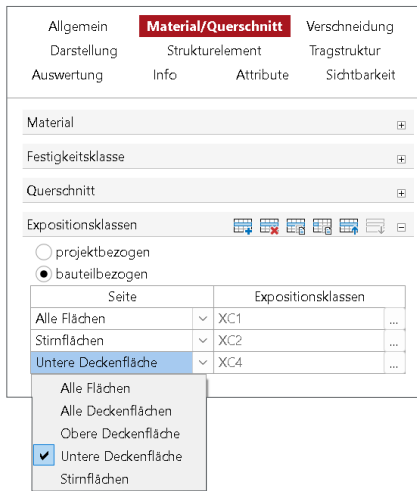 Allgemein Material/Querschnitt Verschneidung
Darstellung Strukturelement Tragstruktur
Auswertung Info Attribute Sichtbarkeit
Material
Festigkeitsklasse
Querschnitt
Expositionsklassen
projektbezogen
bauteilbezogen
Seite Expositionsklassen
Alle Flächen XC1 ...
Stirnflächen XC2 ...
Untere Deckenfläche XC4 ...
Alle Flächen
Alle Deckenflächen
Obere Deckenfläche
Untere Deckenfläche
Stirnflächen